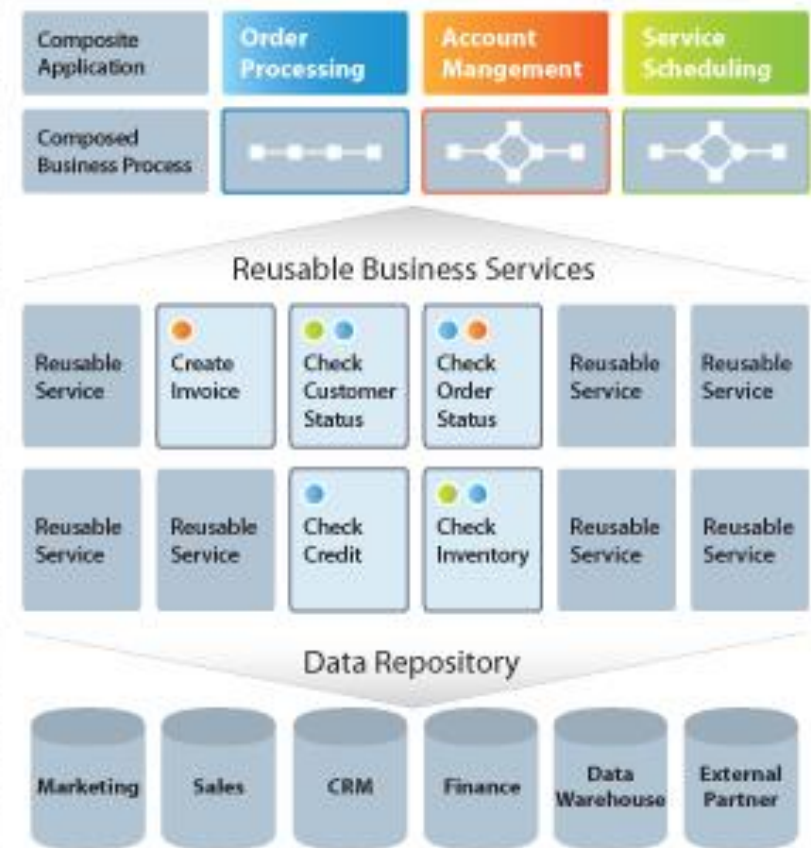 Composite
Application
Order
Processing
Account
Mangement
Service
Scheduling
Composed
Business Process
Reusable Business Services
Reusable
Service
Create
Invoice
Check
Customer
Status
Check
Order
Status
Reusable
Service
Reusable
Service
Reusable
Service
Reusable
Service
Check
Credit
Check
Inventory
Reusable
Service
Reusable
Service
Data Repository
Marketing
Sales
CRM
Finance
Data
Warehouse
External
Partner